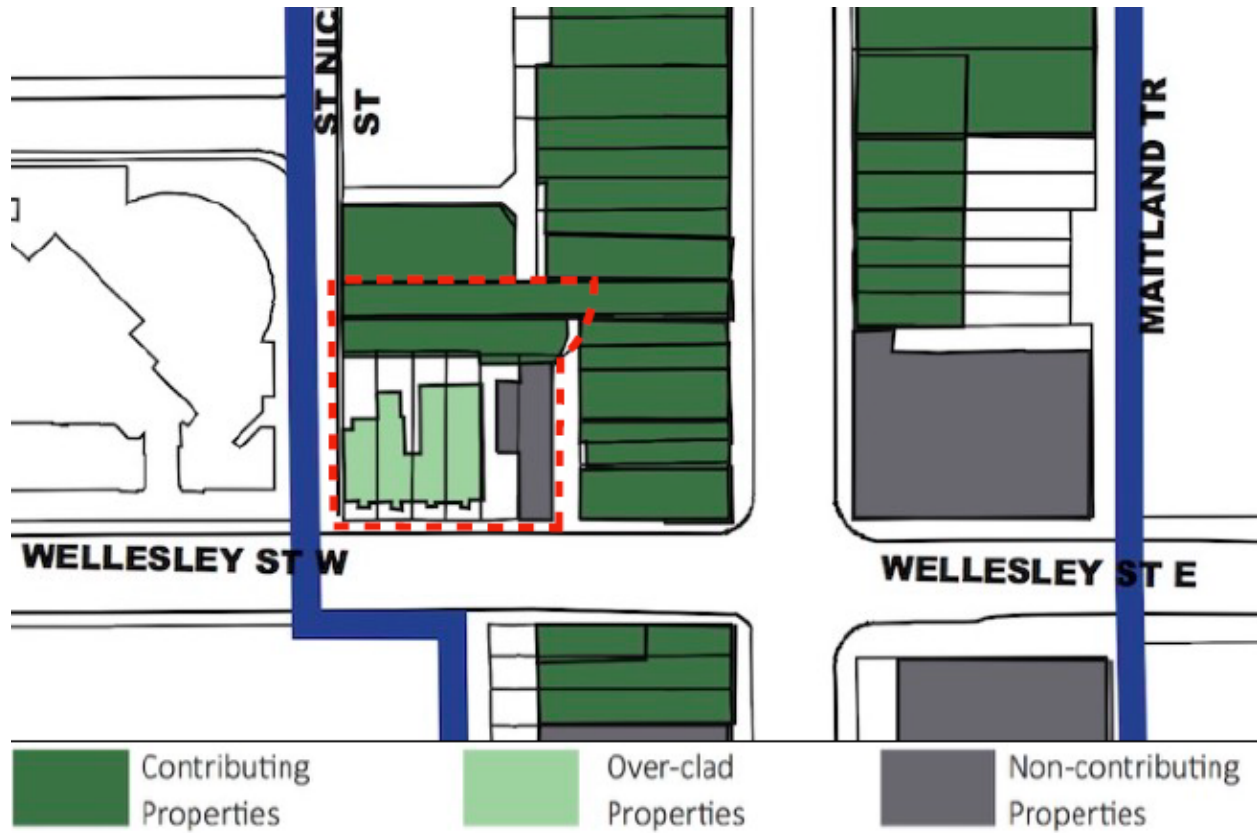 ST NIC
ST
MAITLAND TR
WELLESLEY ST W
WELLESLEY ST E
Contributing
Properties
Over-clad
Properties
Non-contributing
Properties